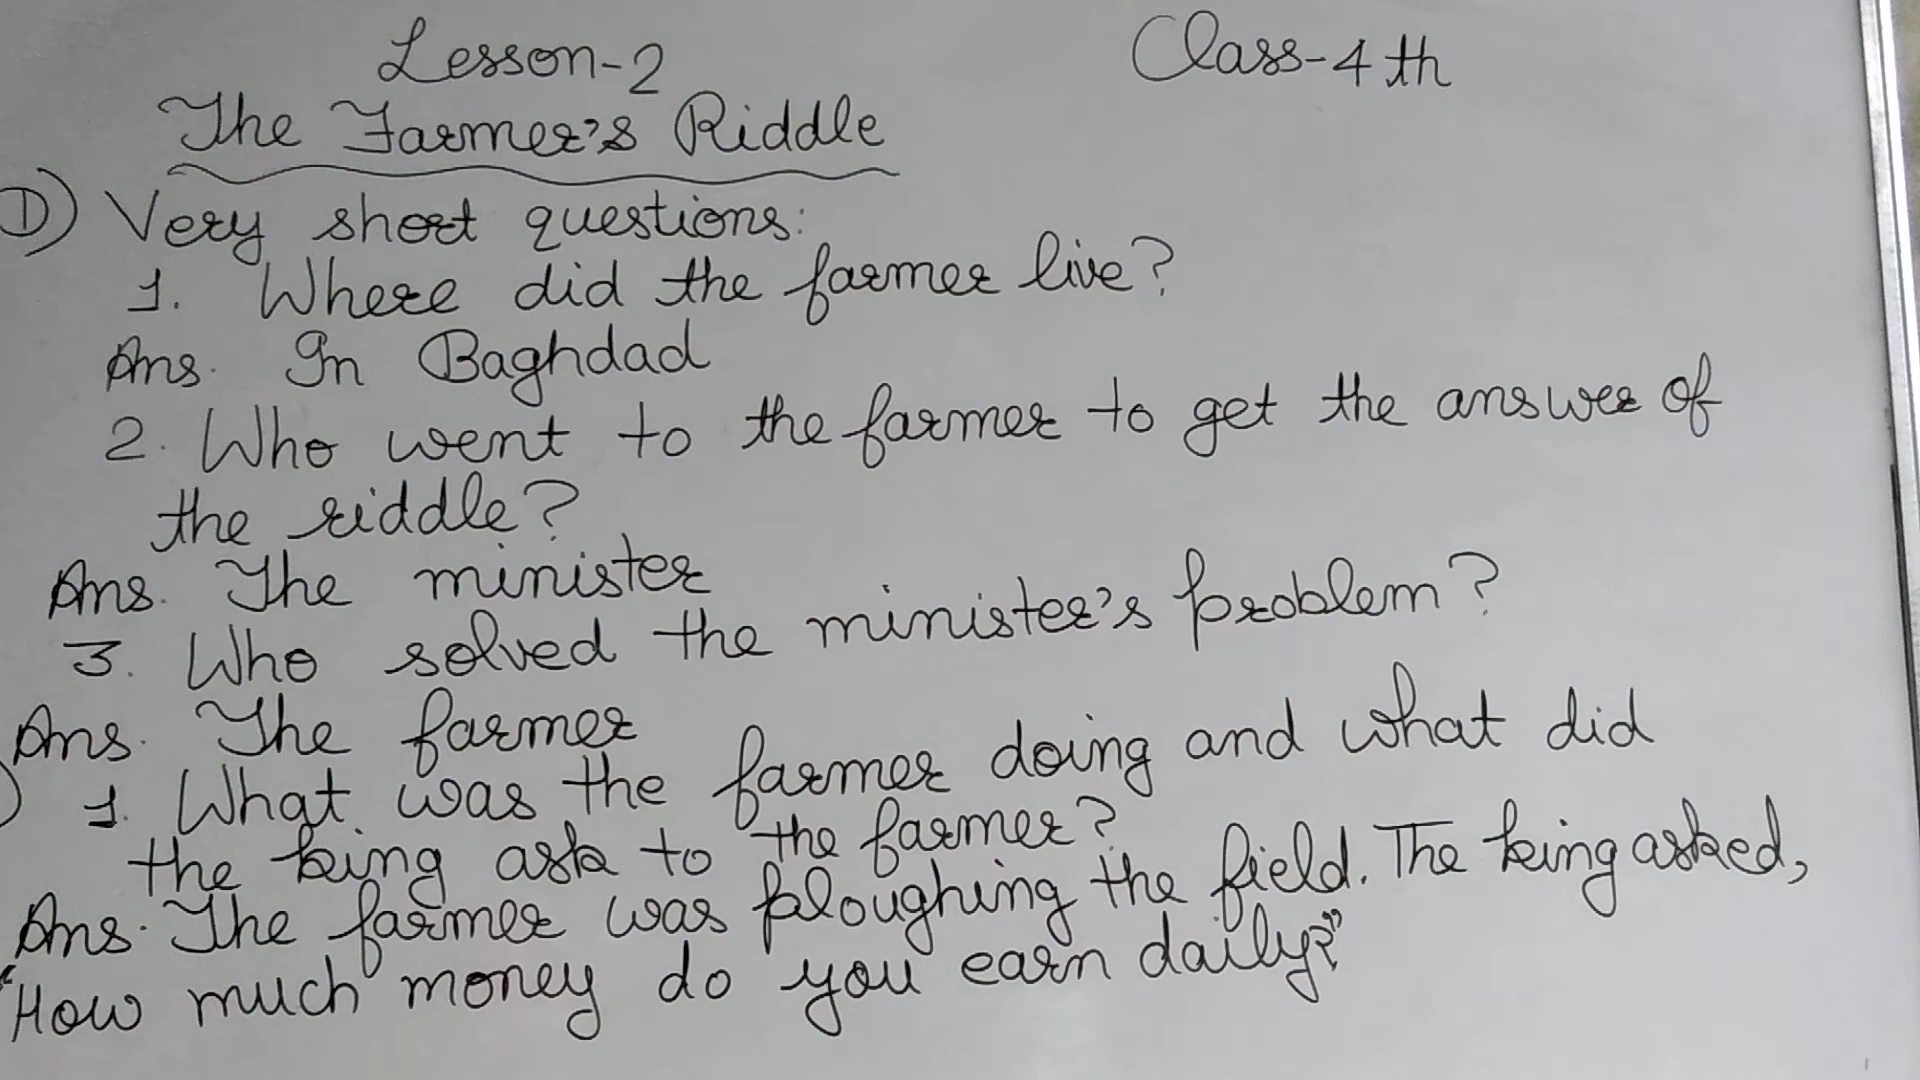 Lesson-2 Class-4th
The Farmer's Riddle
D) Very short questions:
1. Where did the farmer live?
Ans. In Baghdad
2. Who went to the farmer to get the answer of
the riddle?
Ans. The minister
3. Who solved the minister's problem?
Ans. The farmer
) 1. What was the farmer doing and what did
the king ask to the farmer?
Ans. The farmer was ploughing the field. The king asked,
"How much money do you earn daily?"